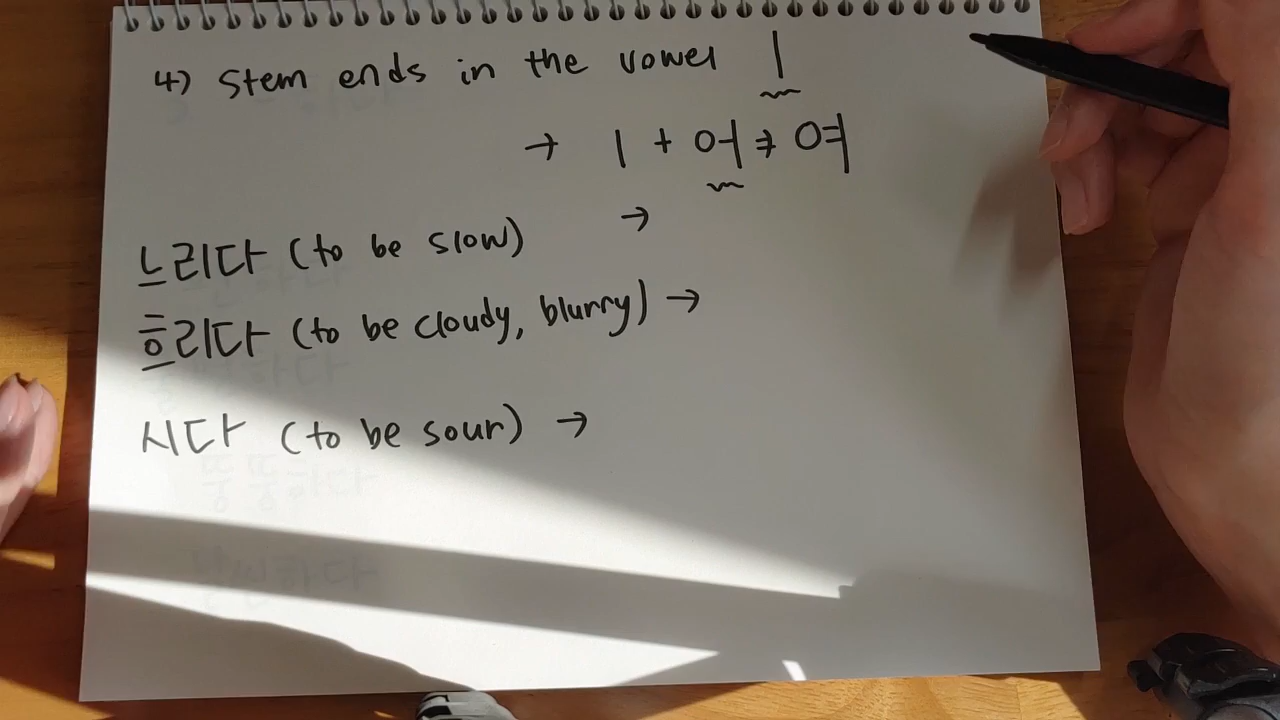 4) Stem ends in the vowel ㅣ
→ ㅣ + 어 → 여
느리다 (to be slow) →
흐리다 (to be cloudy, blurry) →
시다 (to be sour) →